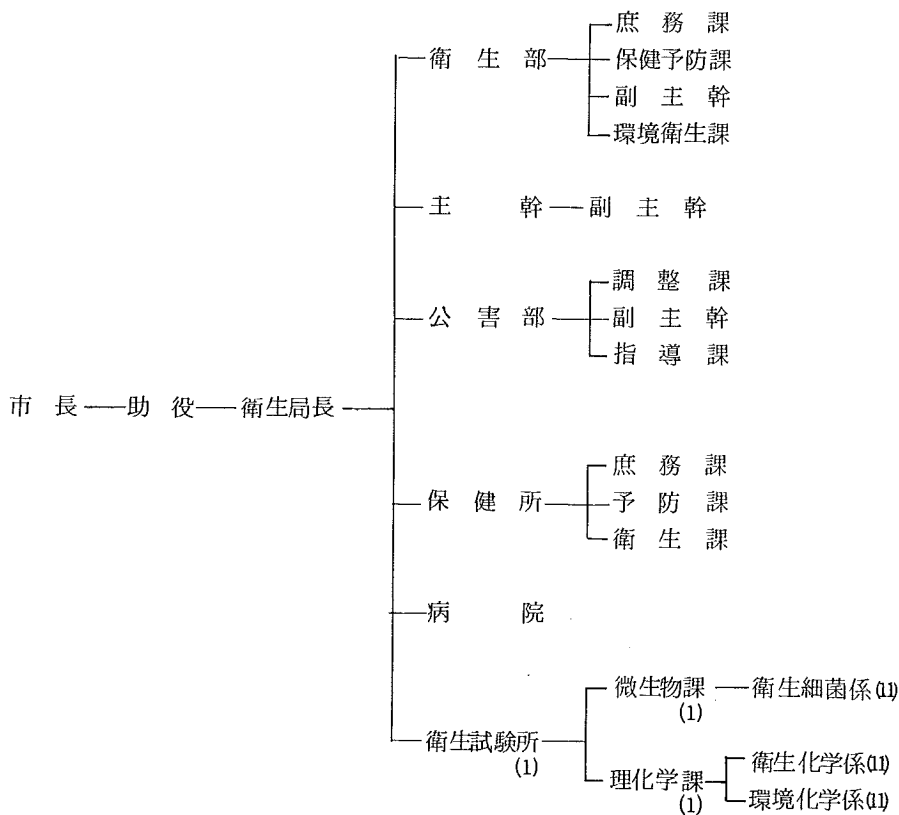 市長
助役
衛生局長
衛生部
庶務課
保健予防課
副主幹
環境衛生課
主幹
副主幹
公害部
調整課
副主幹
指導課
保健所
庶務課
予防課
衛生課
病院
衛生試験所
(1)
微生物課
(1)
衛生細菌係(11)
理化学課
(1)
衛生化学係(11)
環境化学係(11)